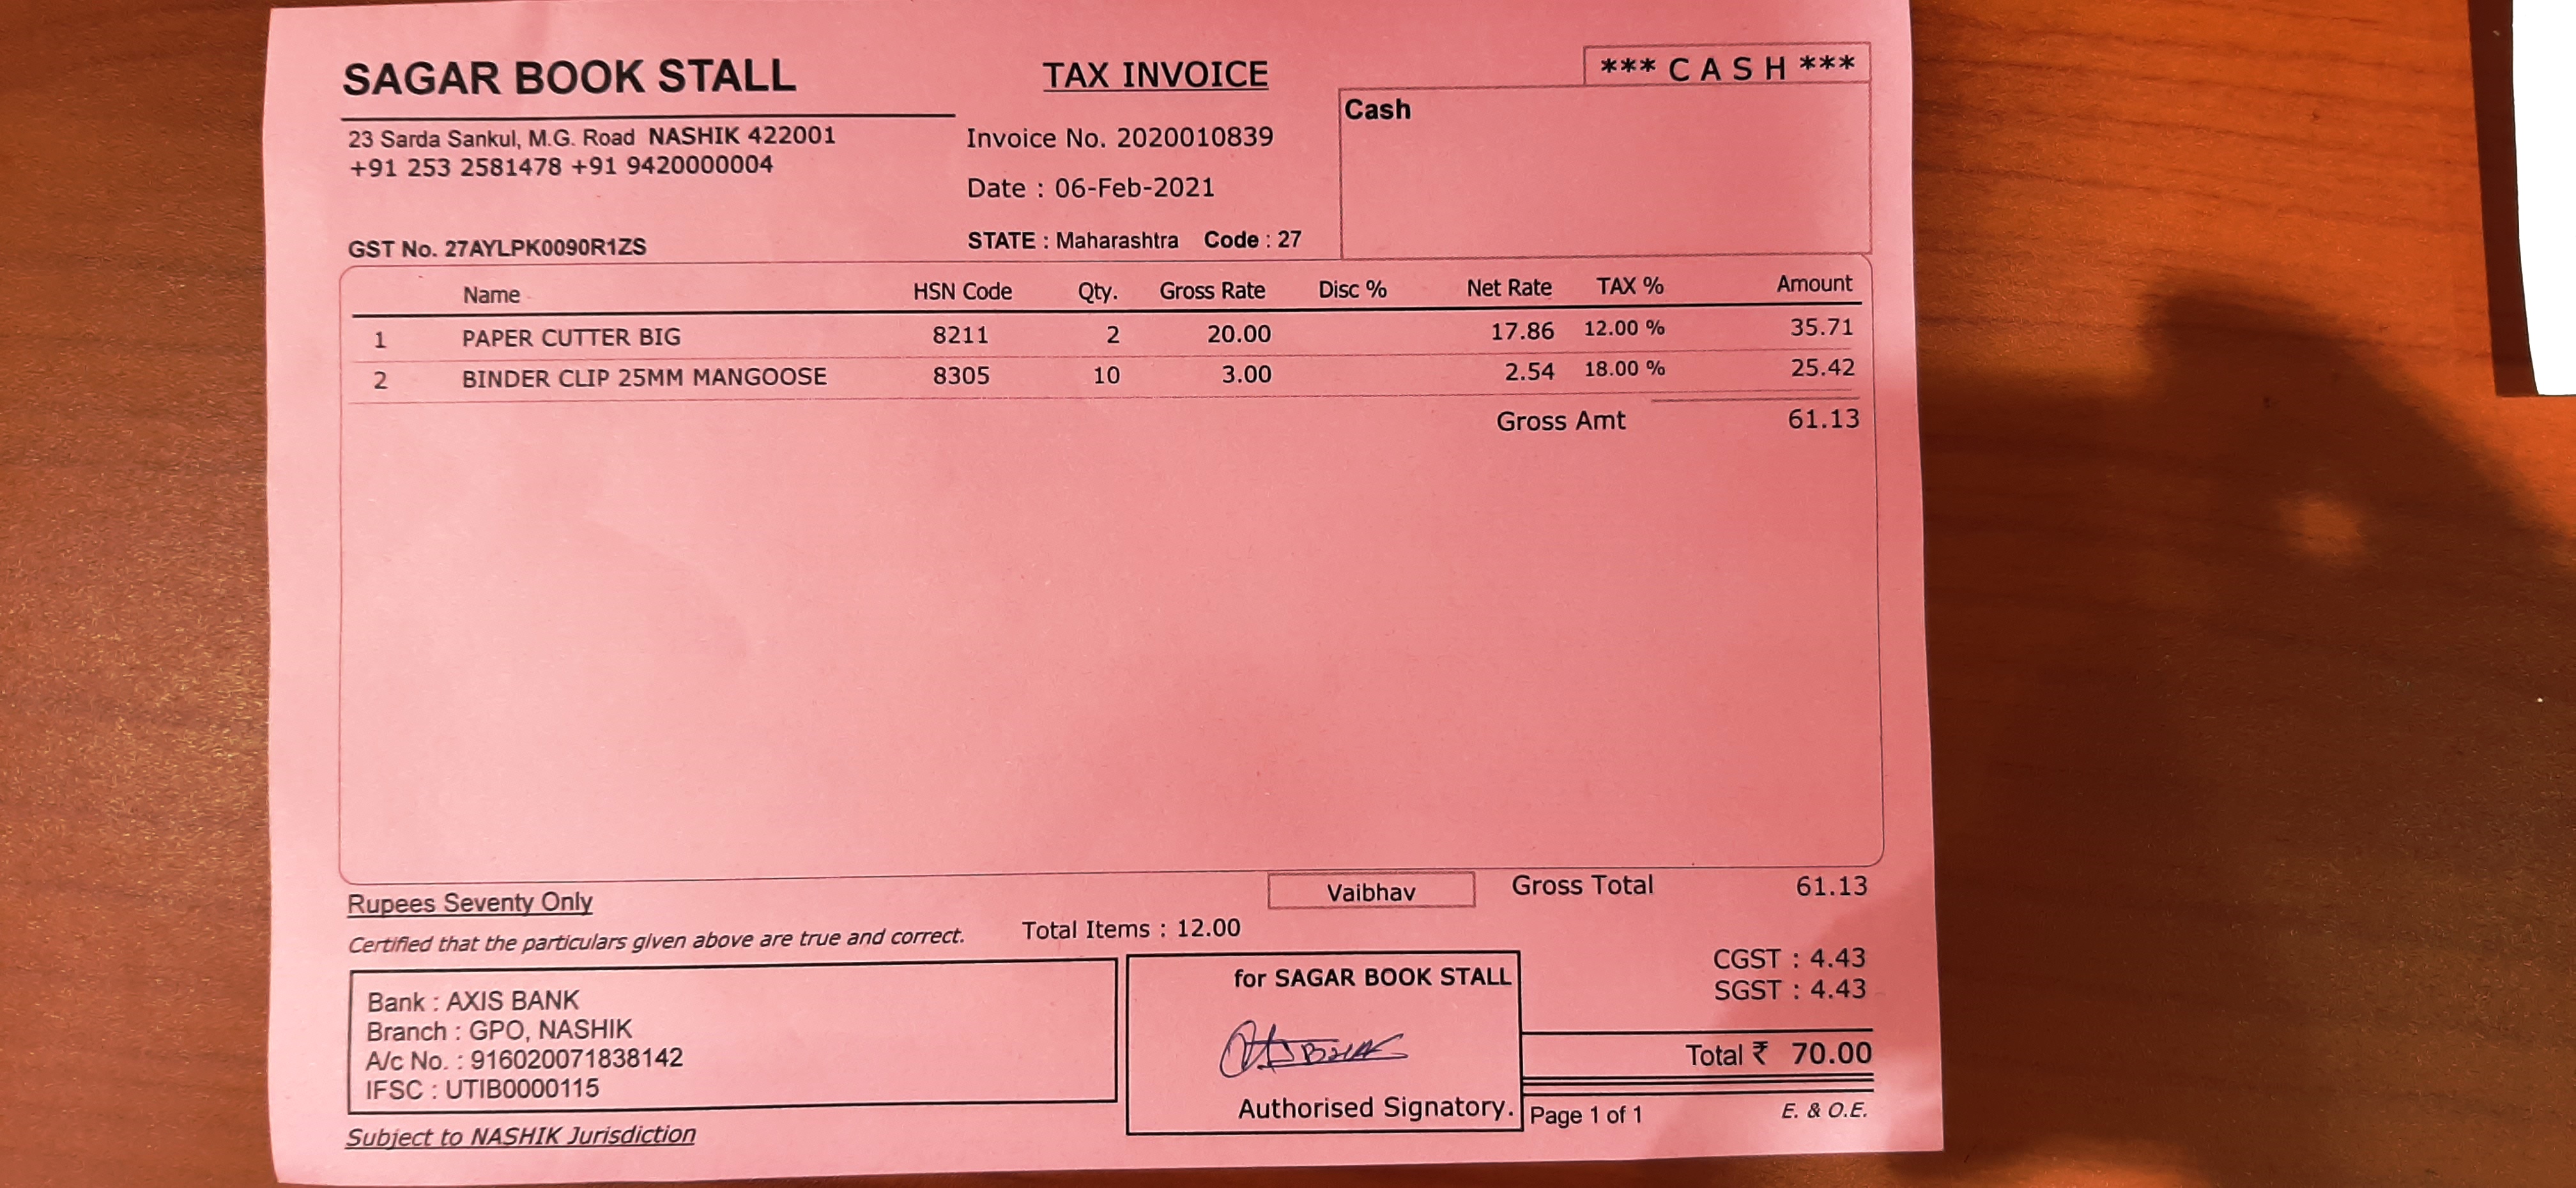 SAGAR BOOK STALL
23 Sarda Sankul, M.G. Road NASHIK 422001
+91 253 2581478 +91 9420000004
TAX INVOICE
Invoice No. 2020010839
Date : 06-Feb-2021
*** C A S H ***
Cash
GST No. 27AYLPK0090R1ZS STATE : Maharashtra Code : 27
Name HSN Code Qty. Gross Rate Disc % Net Rate TAX % Amount
1 PAPER CUTTER BIG 8211 2 20.00 17.86 12.00 % 35.71
2 BINDER CLIP 25MM MANGOOSE 8305 10 3.00 2.54 18.00 % 25.42
Gross Amt 61.13
Rupees Seventy Only Vaibhav Gross Total 61.13
Certified that the particulars given above are true and correct. Total Items : 12.00
CGST : 4.43
SGST : 4.43
Total ₹ 70.00
Bank : AXIS BANK
Branch : GPO, NASHIK
A/c No. : 916020071838142
IFSC : UTIB0000115
for SAGAR BOOK STALL
Authorised Signatory.
Subject to NASHIK Jurisdiction
Page 1 of 1
E. & O.E.